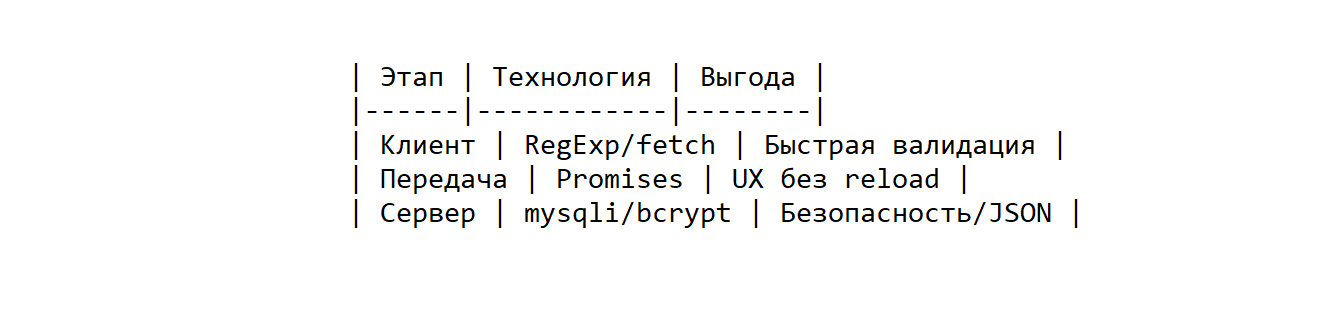 | Этап | Технология | Выгода |
|------|------------|--------|
| Клиент | RegExp/fetch | Быстрая валидация |
| Передача | Promises | UX без reload |
| Сервер | mysqli/bcrypt | Безопасность/JSON |